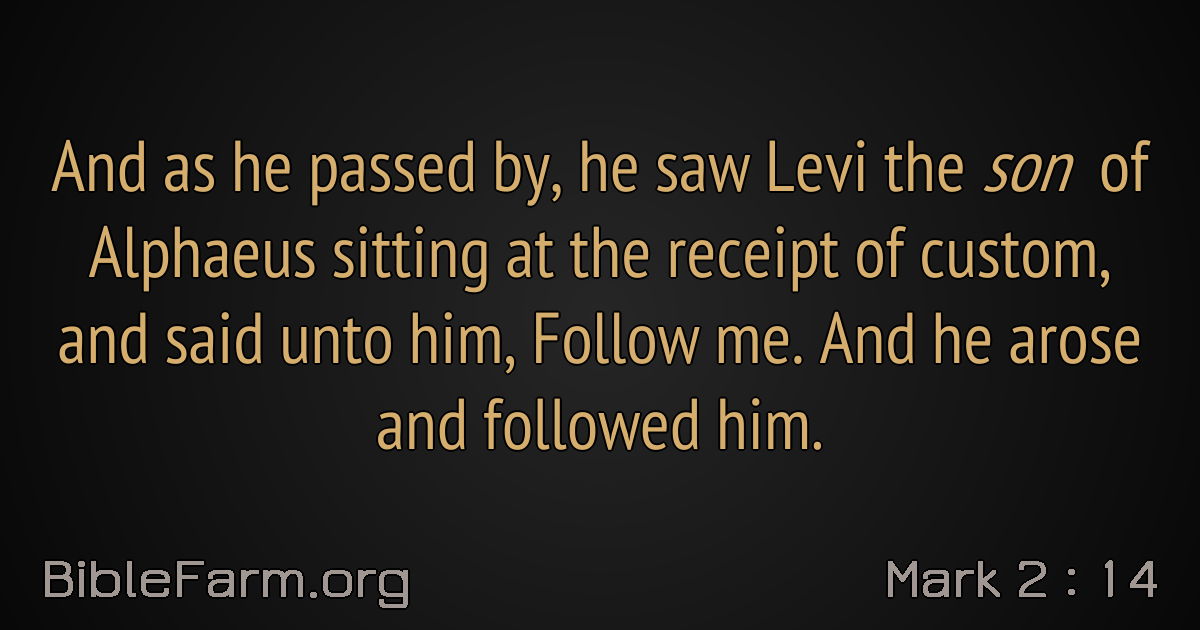 And as he passed by, he saw Levi the son of
Alphaeus sitting at the receipt of custom,
and said unto him, Follow me. And he arose
and followed him.
BibleFarm.org
Mark 2 : 14